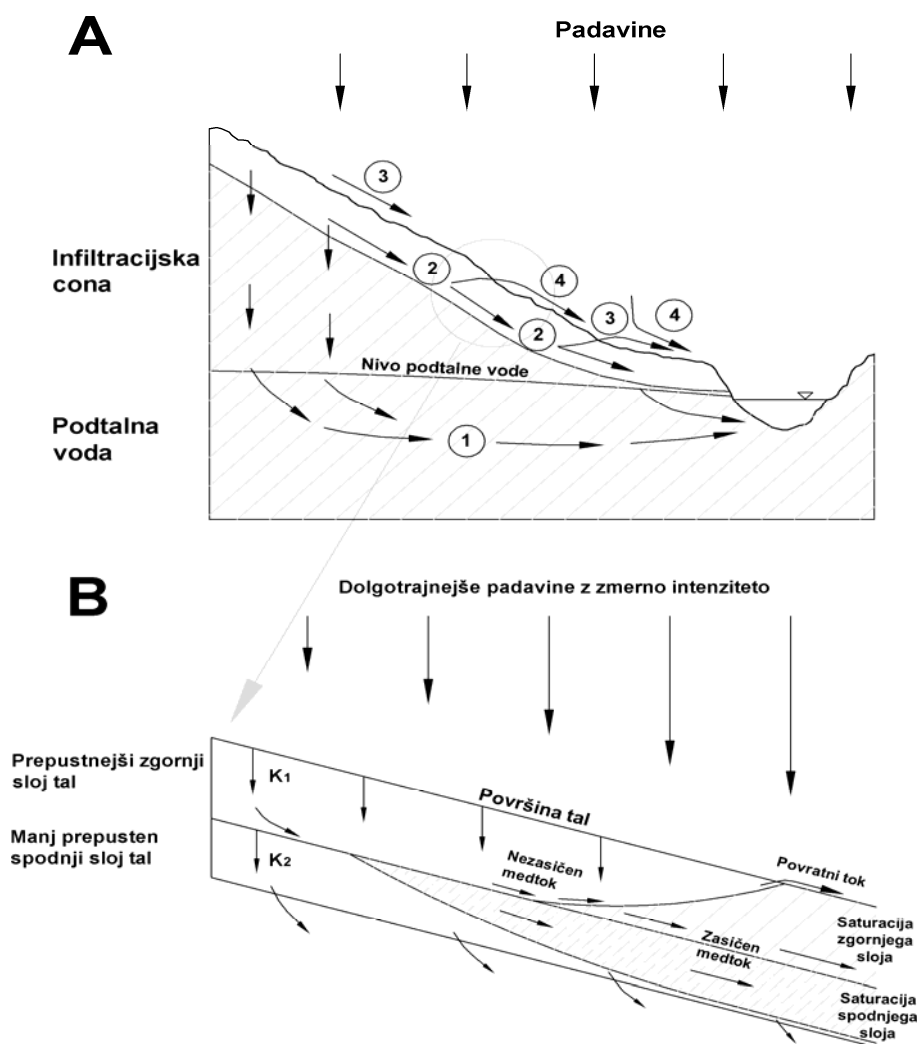 A
Padavine
3
Infiltracijska
cona
2
4
2
3
4
Nivo podtalne vode
Podtalna
voda
1
B
Dolgotrajnejše padavine z zmerno intenziteto
Prepustnejši zgornji
sloj tal
K1
Površina tal
Manj prepusten
spodnji sloj tal
K2
Nezasičen
medtok
Povratni tok
Zasičen
medtok
Saturacija
zgornjega
sloja
Saturacija
spodnjega
sloja